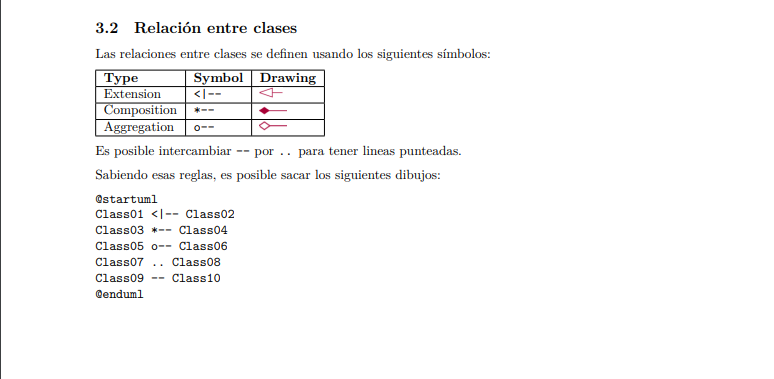 3.2 Relación entre clases
Las relaciones entre clases se definen usando los siguientes símbolos:
Type Symbol Drawing
Extension <|--
Composition *--
Aggregation o--
Es posible intercambiar -- por .. para tener lineas punteadas.
Sabiendo esas reglas, es posible sacar los siguientes dibujos:
@startuml
Class01 <|-- Class02
Class03 *-- Class04
Class05 o-- Class06
Class07 .. Class08
Class09 -- Class10
@enduml